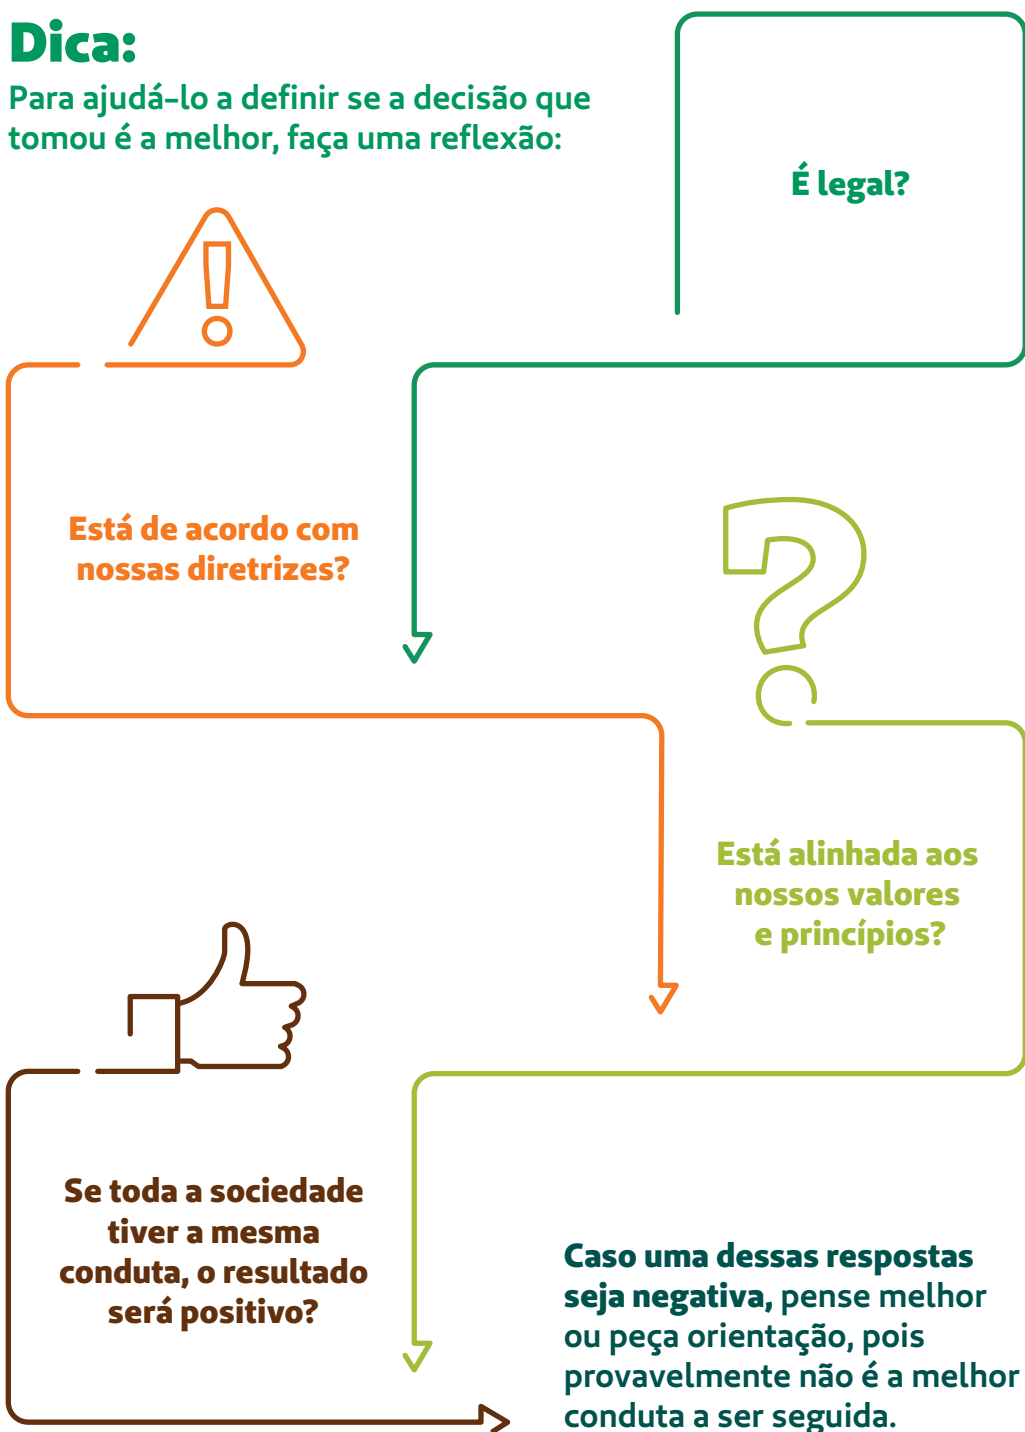 Dica:
Para ajudá-lo a definir se a decisão que
tomou é a melhor, faça uma reflexão:
É legal?
Está de acordo com
nossas diretrizes?
Está alinhada aos
nossos valores
e princípios?
Se toda a sociedade
tiver a mesma
conduta, o resultado
será positivo?
Caso uma dessas respostas
seja negativa, pense melhor
ou peça orientação, pois
provavelmente não é a melhor
conduta a ser seguida.